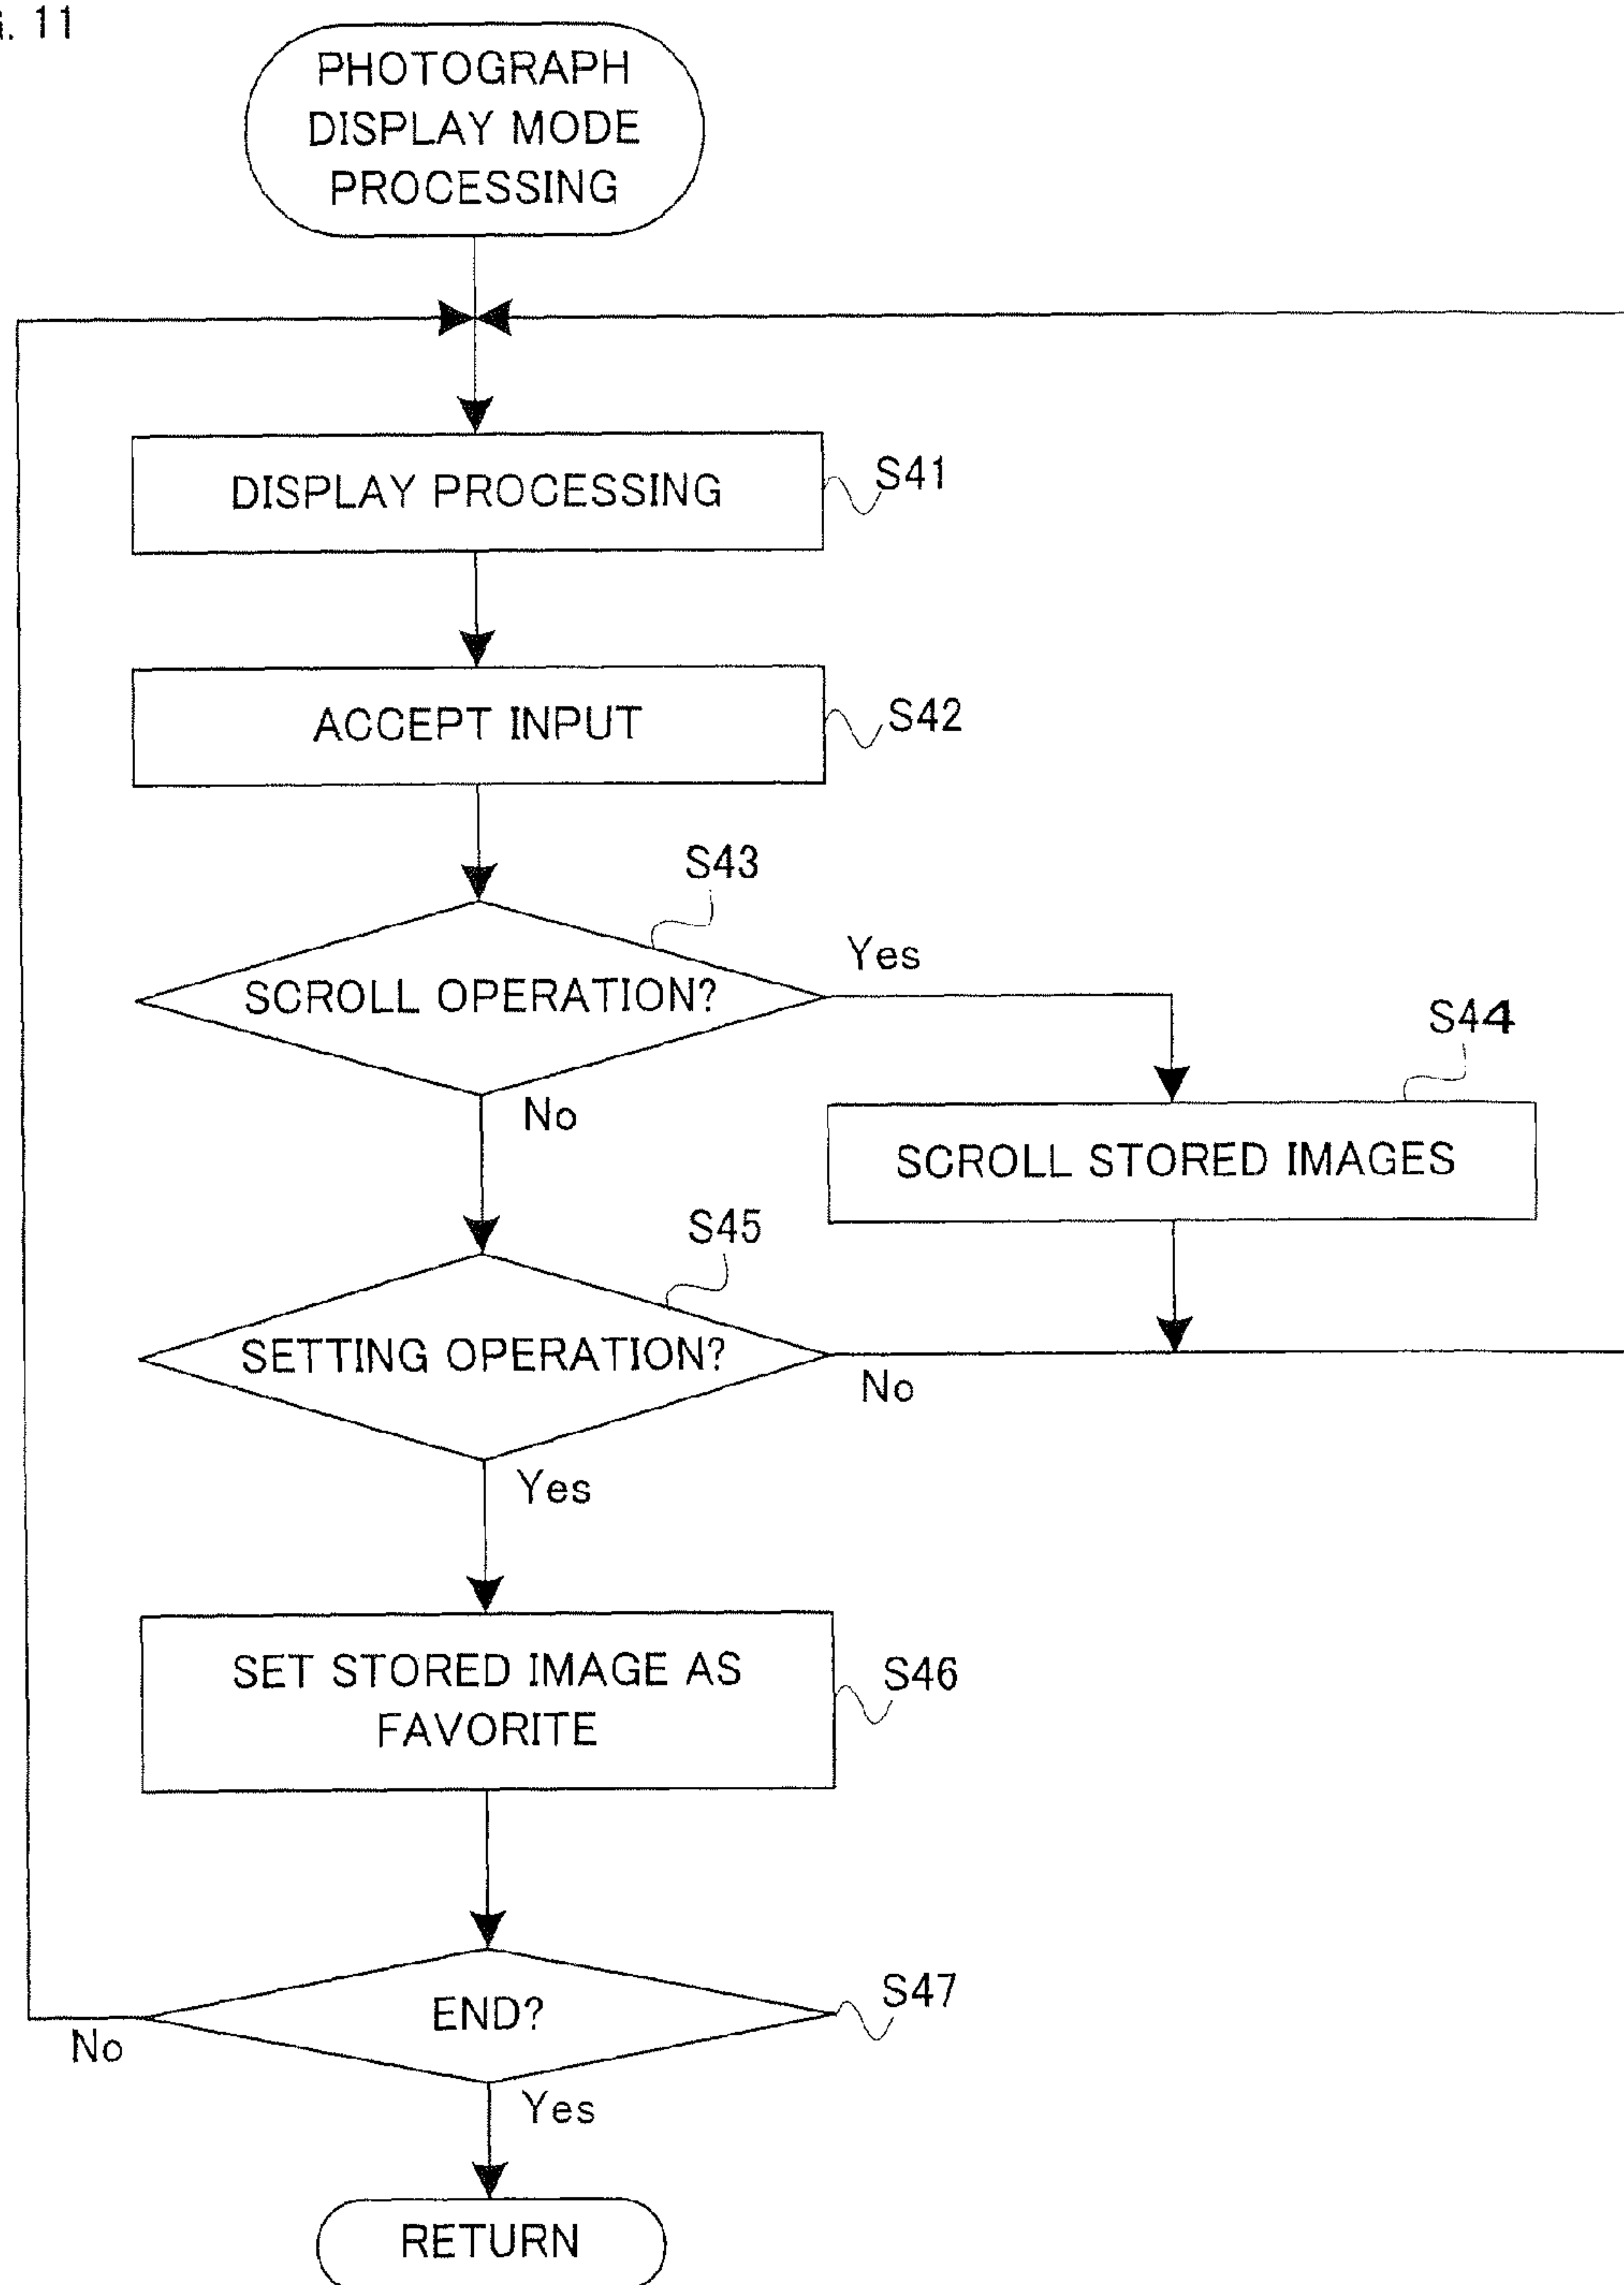 . 11
PHOTOGRAPH
DISPLAY MODE
PROCESSING
DISPLAY PROCESSING
S41
ACCEPT INPUT
S42
S43
SCROLL OPERATION?
Yes
No
S44
SCROLL STORED IMAGES
S45
SETTING OPERATION?
No
Yes
SET STORED IMAGE AS
FAVORITE
S46
END?
S47
No
Yes
RETURN